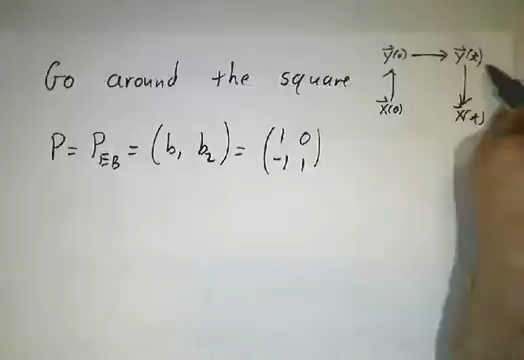 Go around the square
y⃗(0) → y⃗(t)
x⃗(0) x⃗(t)
P = P_EB = (b₁ b₂) = (1 0
-1 1)